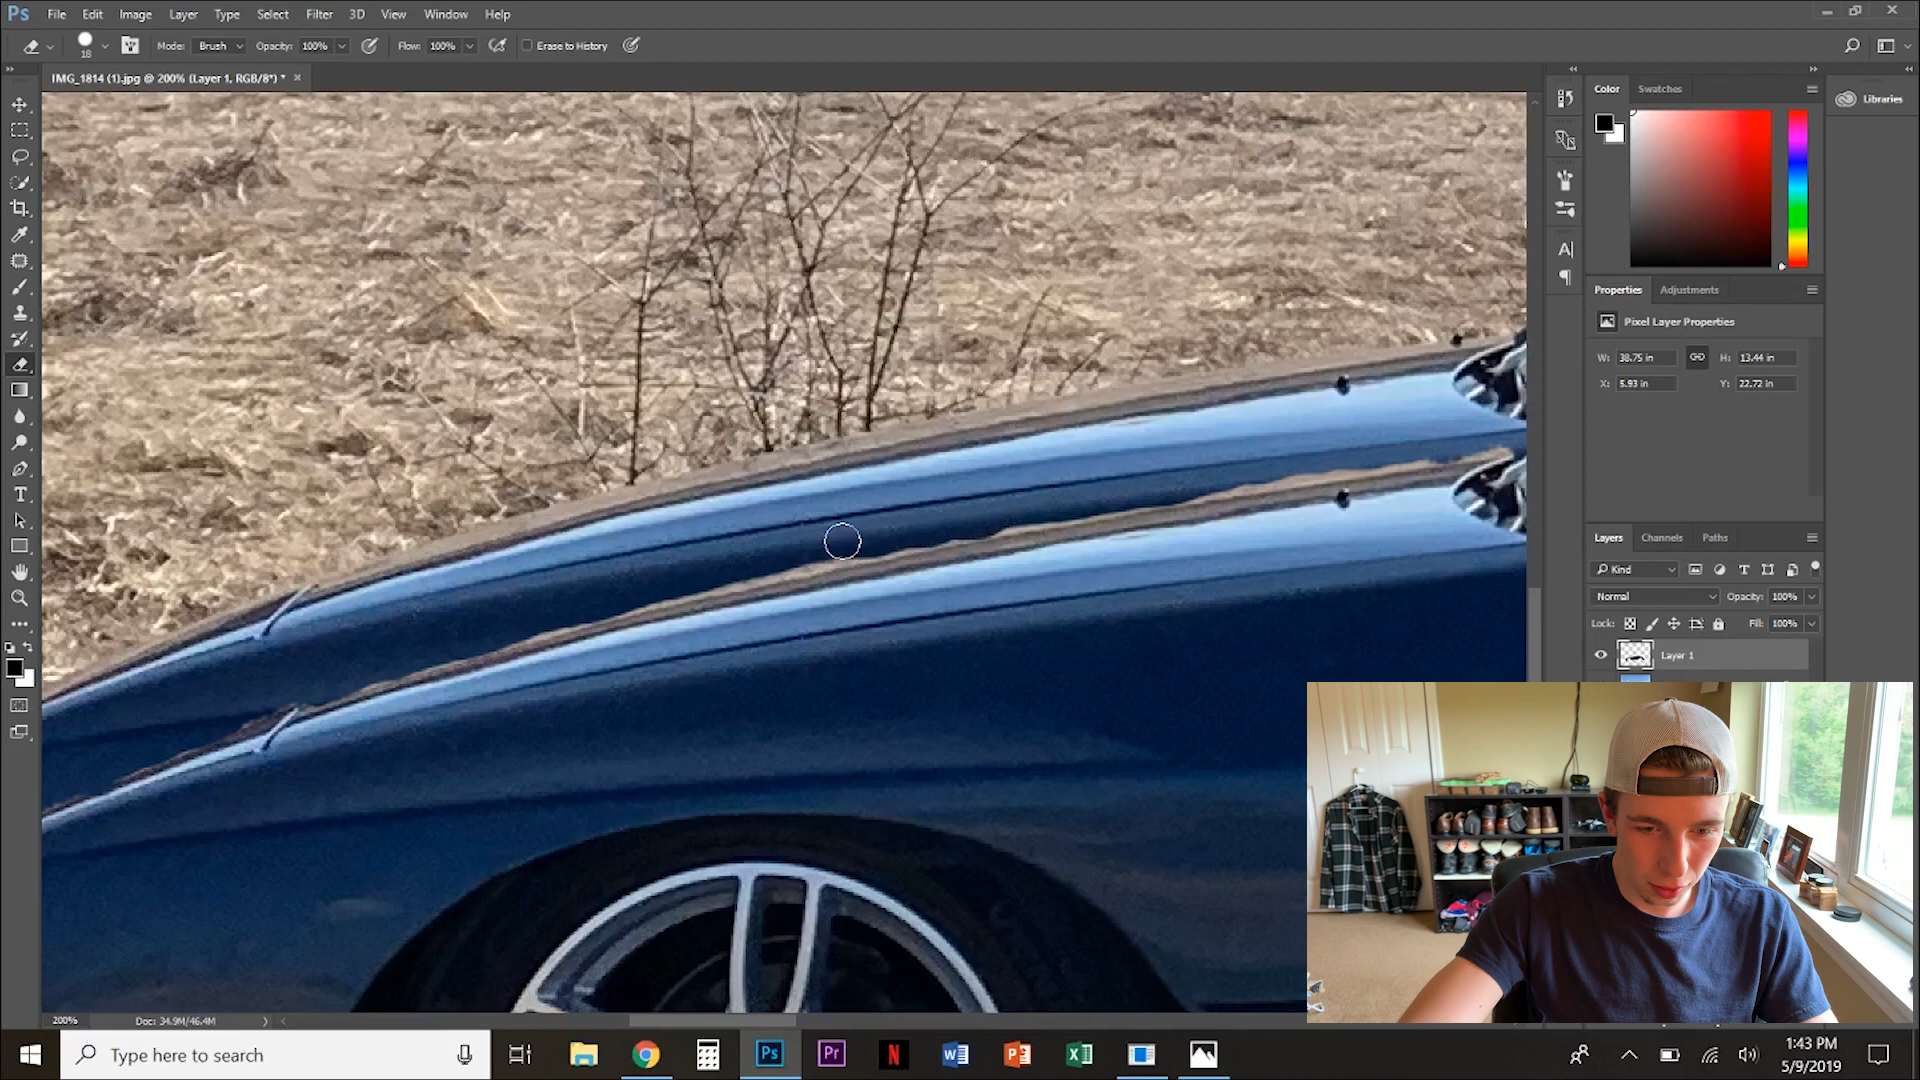 Ps File Edit Image Layer Type Select Filter 3D View Window Help
18 Mode: Brush Opacity: 100% Flow: 100% Erase to History
IMG_1814 (1).jpg @ 200% (Layer 1, RGB/8*) * ×
Color Swatches
Libraries
Properties Adjustments
Pixel Layer Properties
W: 38.75 in H: 13.44 in
X: 5.93 in Y: 22.72 in
Layers Channels Paths
Kind
Normal Opacity: 100%
Lock: Fill: 100%
Layer 1
200% Doc: 34.9M/46.4M
Type here to search
Ps Pr N W P X
1:43 PM
5/9/2019